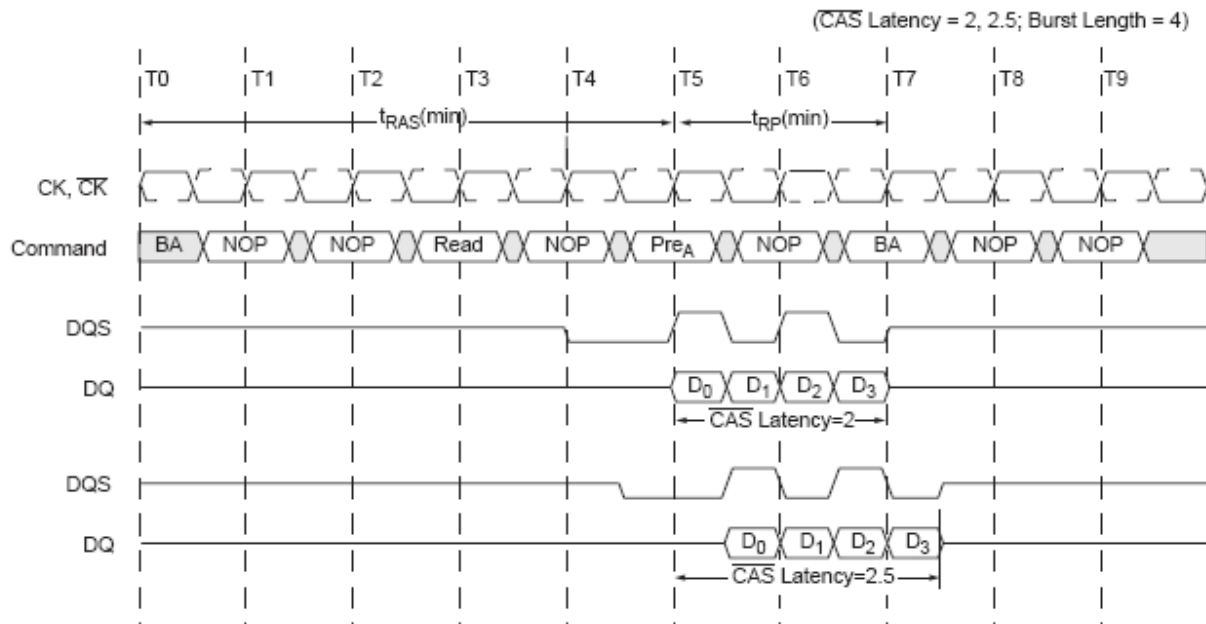 (CAS Latency = 2, 2.5; Burst Length = 4)
T0 T1 T2 T3 T4 T5 T6 T7 T8 T9
tRAS(min) tRP(min)
CK, CK
Command BA NOP NOP Read NOP PreA NOP BA NOP NOP
DQS
DQ D0 D1 D2 D3
CAS Latency=2
DQS
DQ D0 D1 D2 D3
CAS Latency=2.5